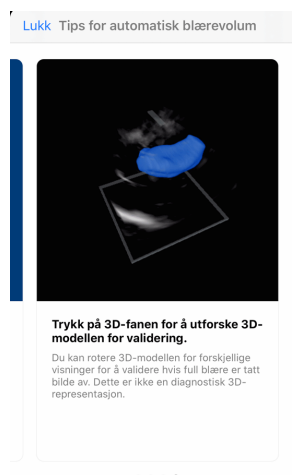 Lukk Tips for automatisk blærevolum
Trykk på 3D-fanen for å utforske 3D-
modellen for validering.
Du kan rotere 3D-modellen for forskjellige
visninger for å validere hvis full blære er tatt
bilde av. Dette er ikke en diagnostisk 3D-
representasjon.